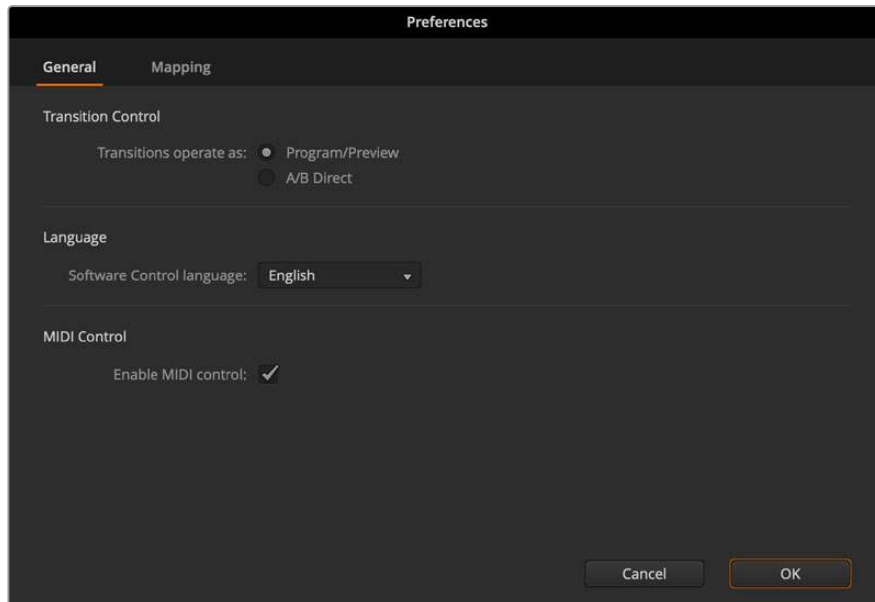 Preferences
General Mapping
Transition Control
Transitions operate as: Program/Preview
A/B Direct
Language
Software Control language: English
MIDI Control
Enable MIDI control:
Cancel OK